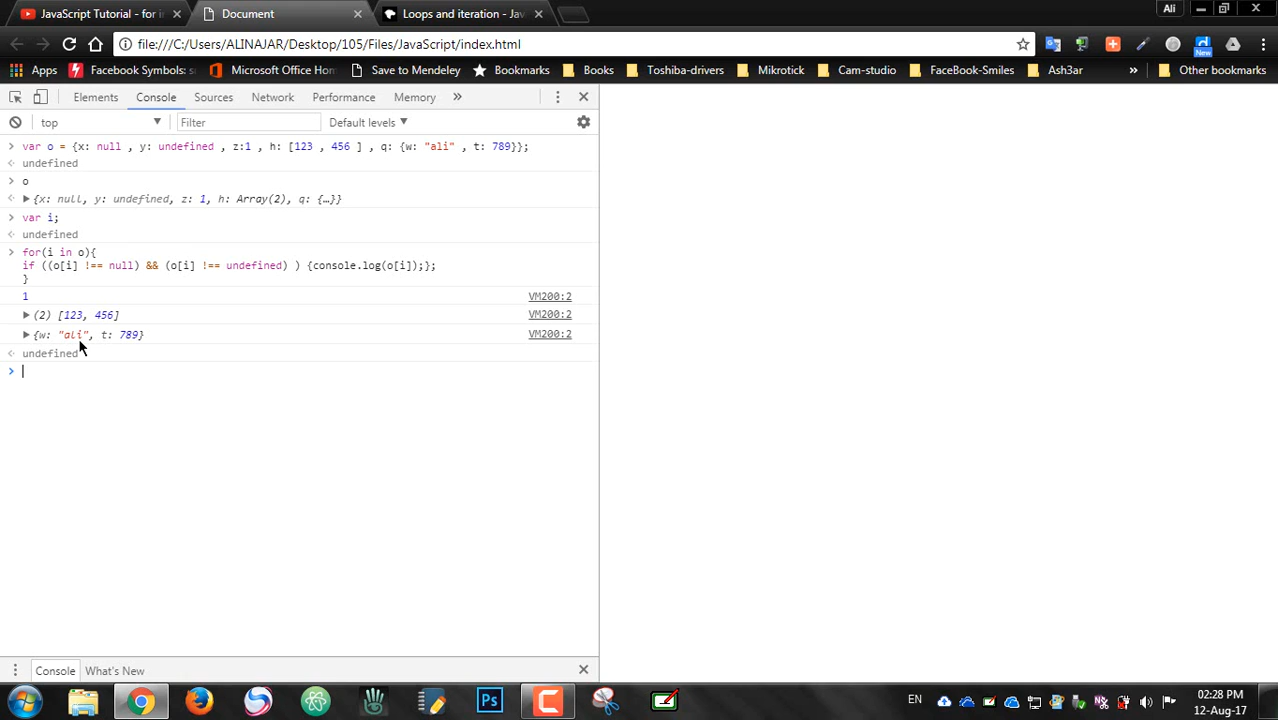 JavaScript Tutorial - for i
Document
Loops and iteration - Jav
Ali
file:///C:/Users/ALINAJAR/Desktop/105/Files/JavaScript/index.html
New
Apps
Facebook Symbols: s
Microsoft Office Hom
Save to Mendeley
Bookmarks
Books
Toshiba-drivers
Mikrotick
Cam-studio
FaceBook-Smiles
Ash3ar
»
Other bookmarks
Elements Console Sources Network Performance Memory »
top Filter Default levels
> var o = {x: null , y: undefined , z:1 , h: [123 , 456 ] , q: {w: "ali" , t: 789}};
undefined
> o
{x: null, y: undefined, z: 1, h: Array(2), q: {…}}
> var i;
undefined
> for(i in o){
if ((o[i] !== null) && (o[i] !== undefined) ) {console.log(o[i]);};
}
1 VM200:2
(2) [123, 456] VM200:2
{w: "ali", t: 789} VM200:2
undefined
>
Console What's New
Ps
EN
02:28 PM
12-Aug-17